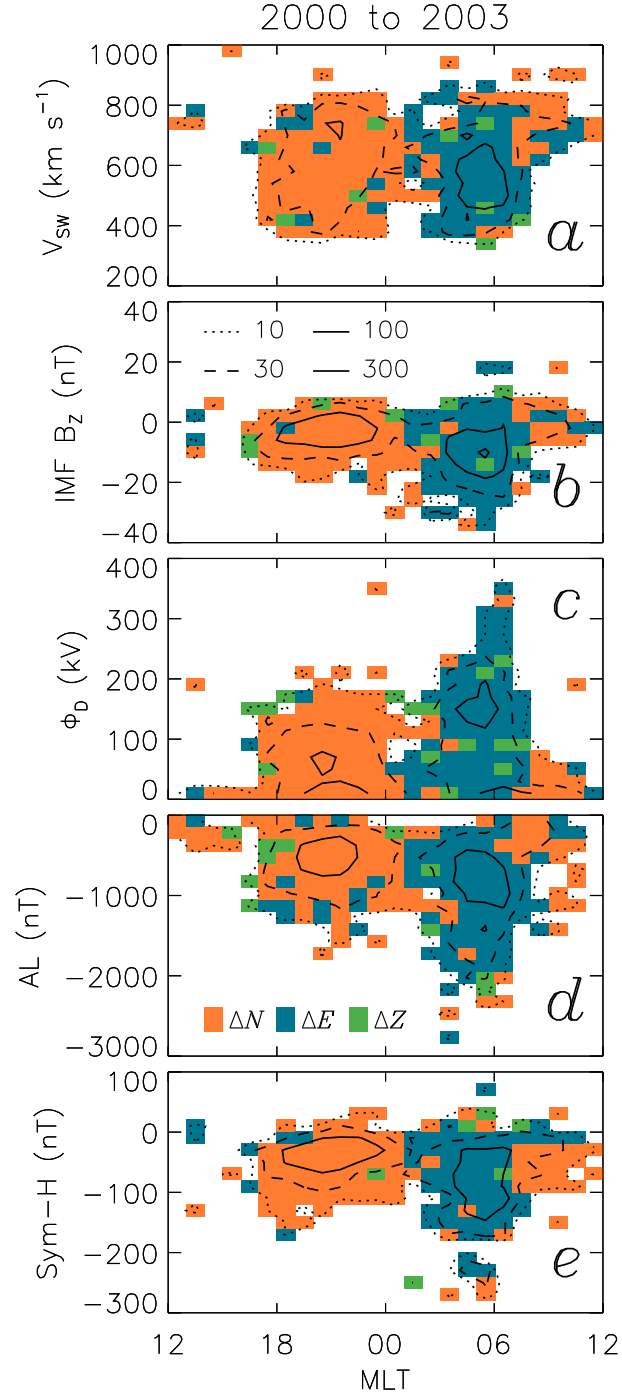 2000 to 2003
V_SW (km s⁻¹)
1000
800
600
400
200
a
IMF B_Z (nT)
40
20
0
−20
−40
10
100
30
300
b
Φ_D (kV)
400
300
200
100
0
c
AL (nT)
0
−1000
−2000
−3000
ΔN ΔE ΔZ
d
Sym−H (nT)
100
0
−100
−200
−300
e
12 18 00 06 12
MLT